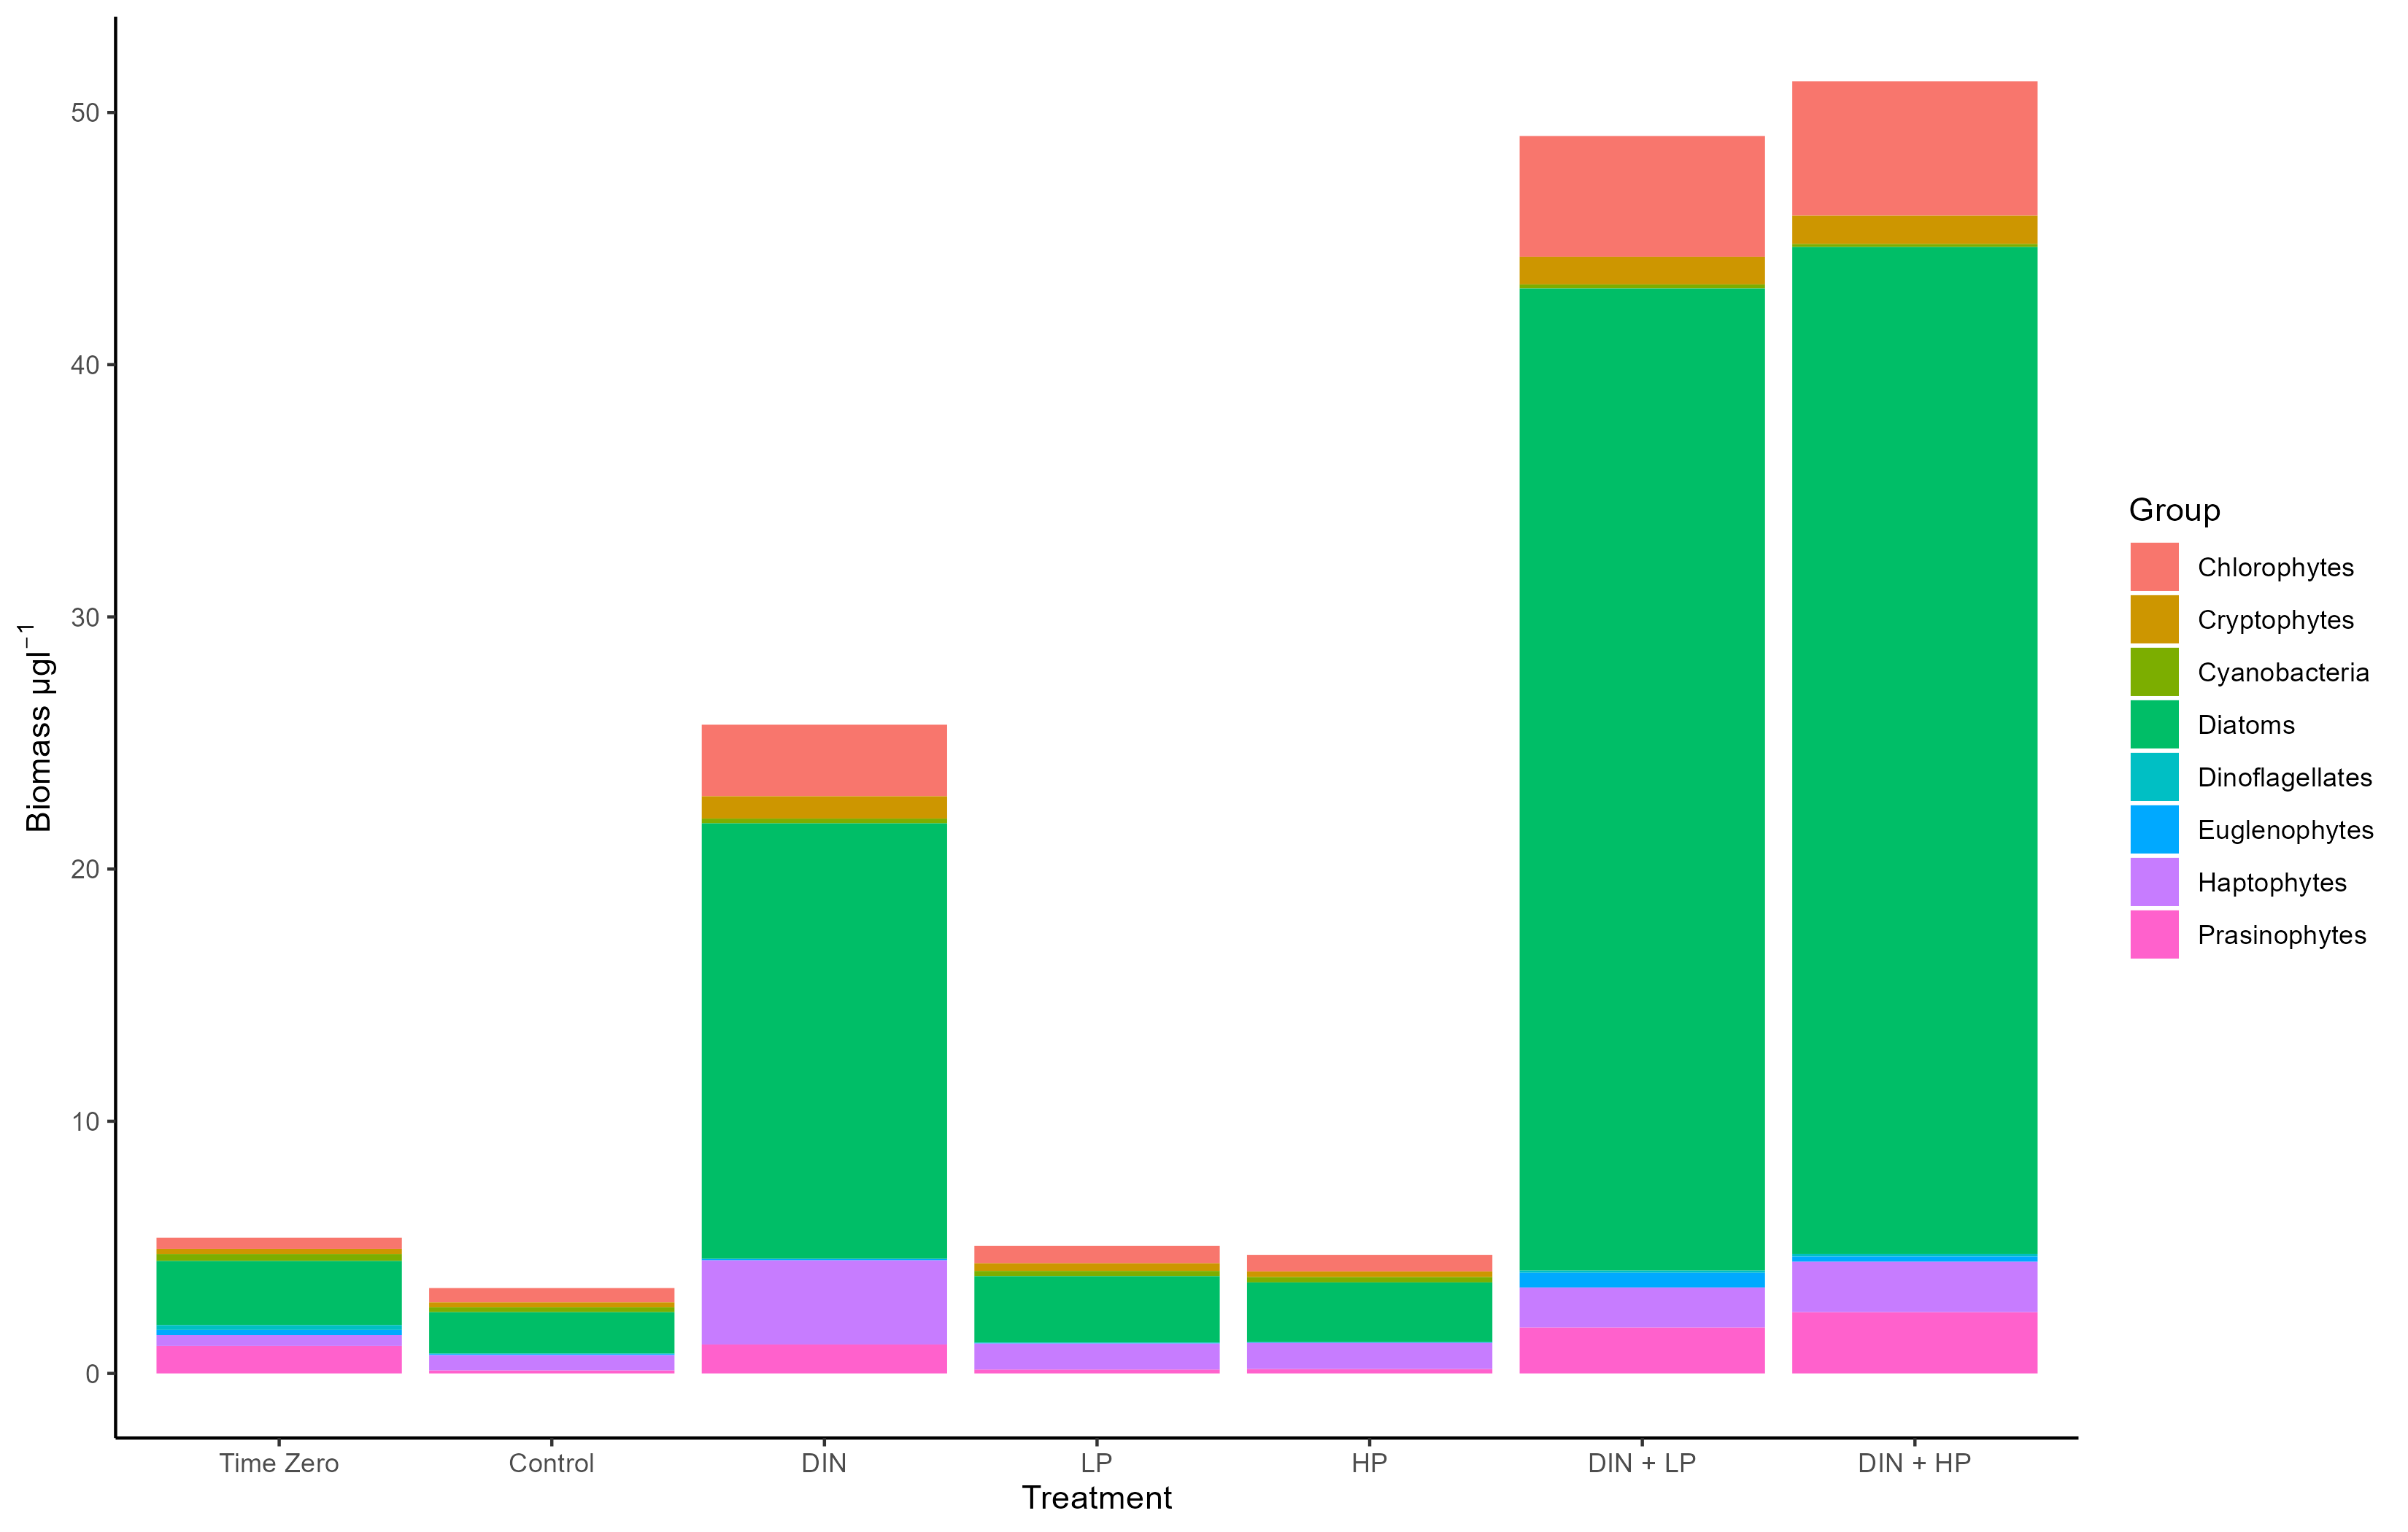 50
40
30
20
10
0
Biomass µgl⁻¹
Time Zero Control DIN LP HP DIN + LP DIN + HP
Treatment
Group
Chlorophytes
Cryptophytes
Cyanobacteria
Diatoms
Dinoflagellates
Euglenophytes
Haptophytes
Prasinophytes